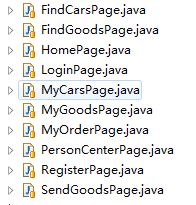 FindCarsPage.java
FindGoodsPage.java
HomePage.java
LoginPage.java
MyCarsPage.java
MyGoodsPage.java
MyOrderPage.java
PersonCenterPage.java
RegisterPage.java
SendGoodsPage.java